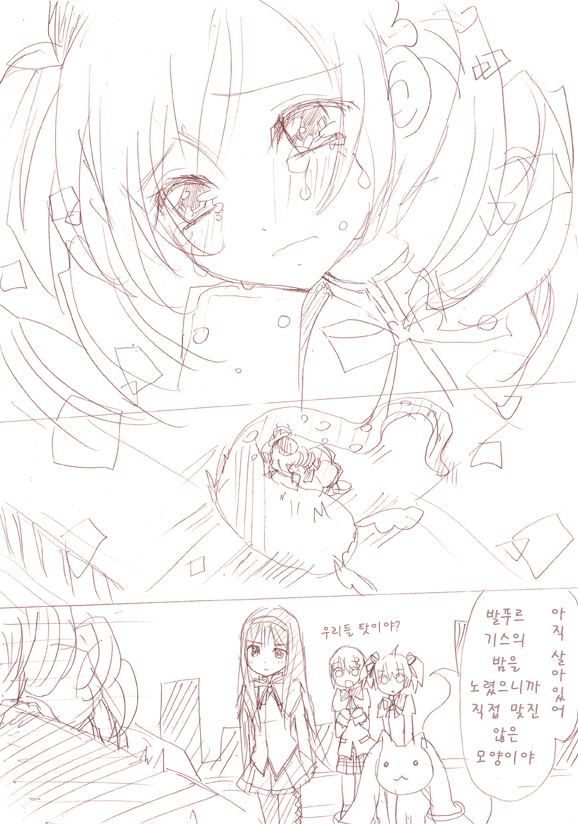 우리들 탓이야?
아직 살아있어
발푸르
기스의
밤을
노렸으니까
직접 맞진
않은
모양이야